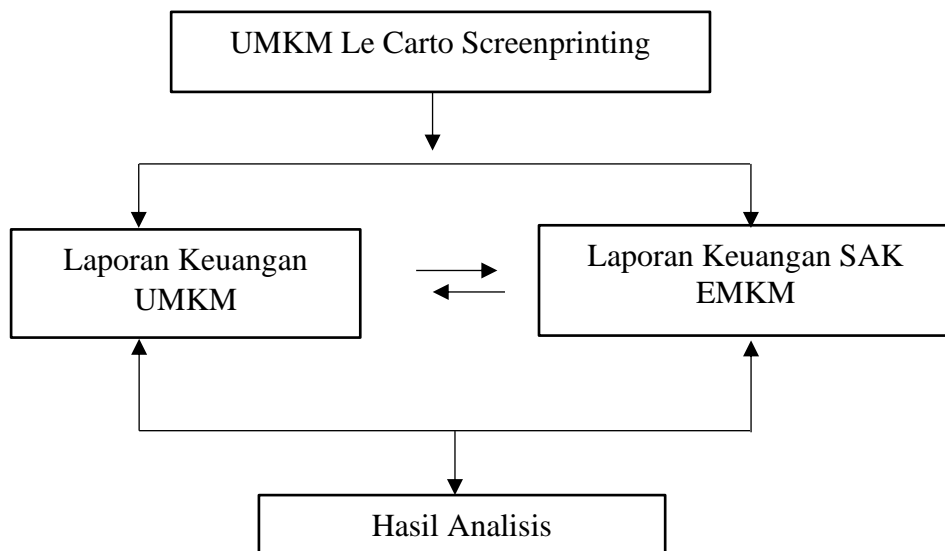 UMKM Le Carto Screenprinting
Laporan Keuangan
UMKM
Laporan Keuangan SAK
EMKM
Hasil Analisis